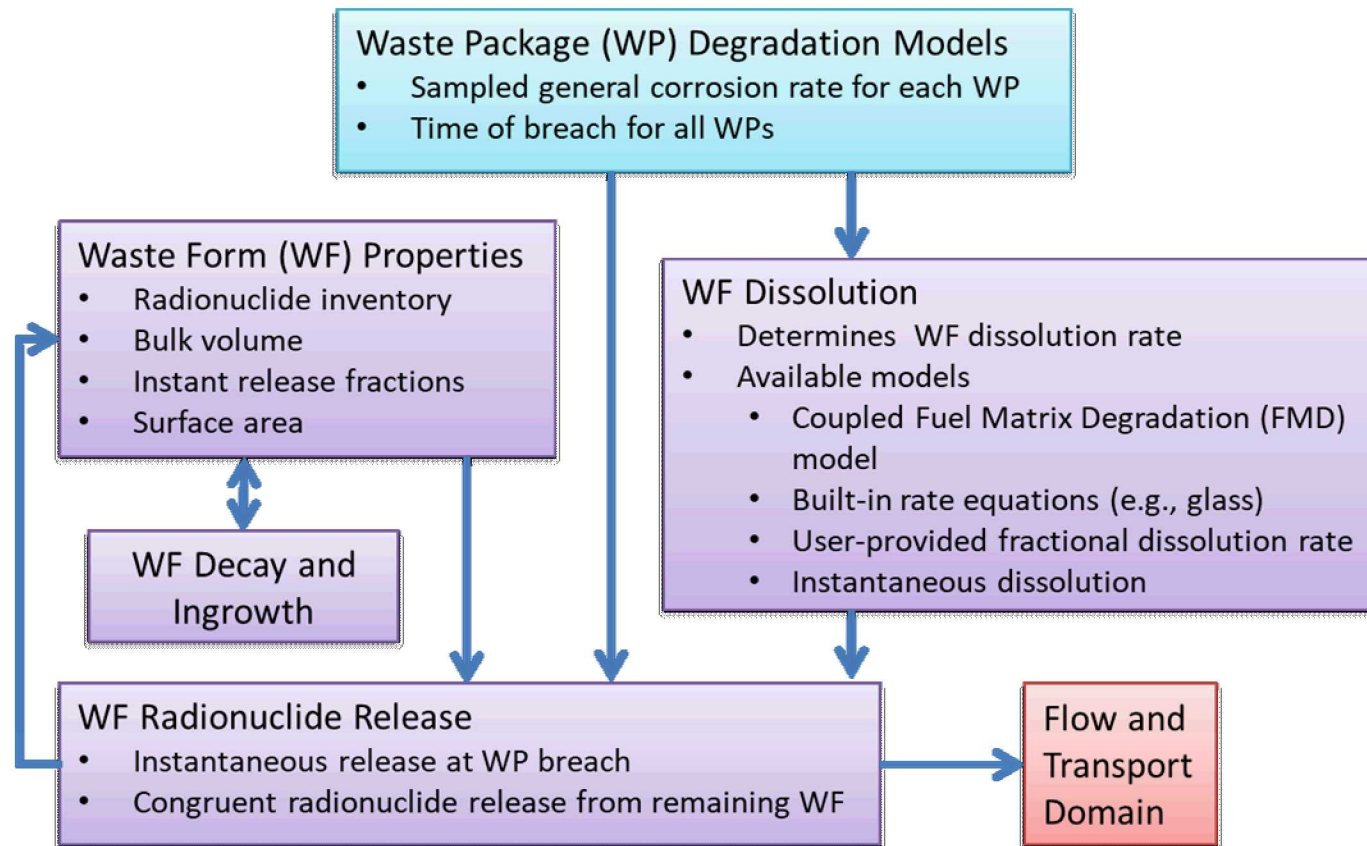 Waste Package (WP) Degradation Models
• Sampled general corrosion rate for each WP
• Time of breach for all WPs
Waste Form (WF) Properties
• Radionuclide inventory
• Bulk volume
• Instant release fractions
• Surface area
WF Dissolution
• Determines WF dissolution rate
• Available models
• Coupled Fuel Matrix Degradation (FMD)
model
• Built-in rate equations (e.g., glass)
• User-provided fractional dissolution rate
• Instantaneous dissolution
WF Decay and
Ingrowth
WF Radionuclide Release
• Instantaneous release at WP breach
• Congruent radionuclide release from remaining WF
Flow and
Transport
Domain